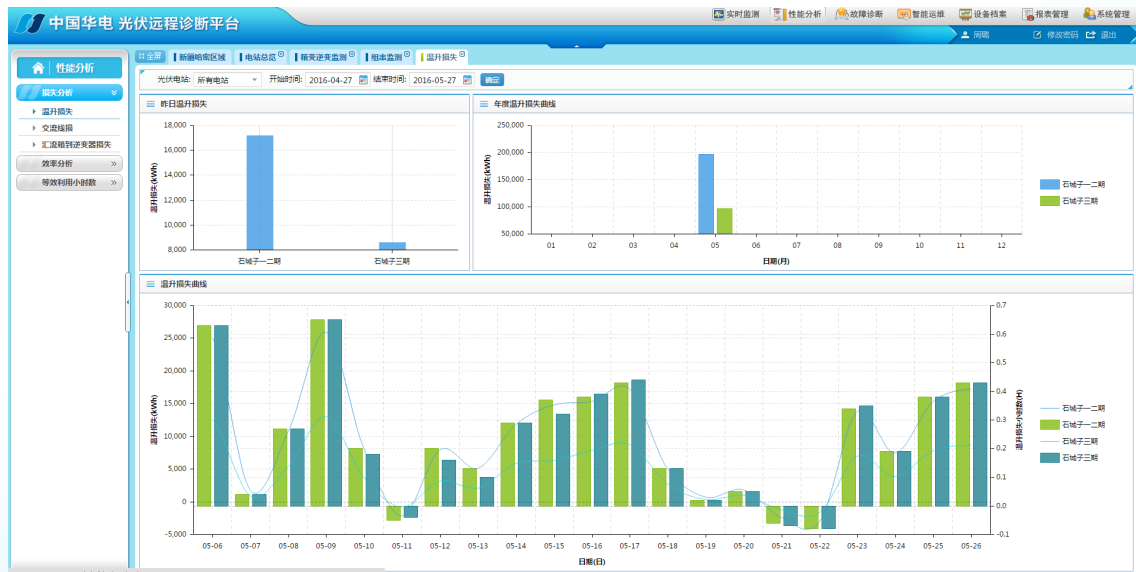 中国华电 光伏远程诊断平台
实时监测 性能分析 故障诊断 智能运维 设备档案 报表管理 系统管理
修改密码 退出
性能分析
损失分析
温升损失
交流线损
汇流箱到逆变器损失
效率分析
等效利用小时数
全屏 新疆哈密区域 电站总览 箱变逆变监测 组串监测 温升损失
光伏电站: 所有电站 开始时间: 2016-04-27 结束时间: 2016-05-27 确定
昨日温升损失
18,000
16,000
14,000
12,000
10,000
8,000
温升损失(kWh)
石城子一二期 石城子三期
年度温升损失曲线
250,000
200,000
150,000
100,000
50,000
温升损失(kWh)
01 02 03 04 05 06 07 08 09 10 11 12
日期(月)
石城子一二期
石城子三期
温升损失曲线
30,000
25,000
20,000
15,000
10,000
5,000
0
-5,000
温升损失(kWh)
0.7
0.6
0.5
0.4
0.3
0.2
0.1
0.0
-0.1
温升损失小时数(H)
05-06 05-07 05-08 05-09 05-10 05-11 05-12 05-13 05-14 05-15 05-16 05-17 05-18 05-19 05-20 05-21 05-22 05-23 05-24 05-25 05-26
日期(日)
石城子一二期
石城子一二期
石城子三期
石城子三期